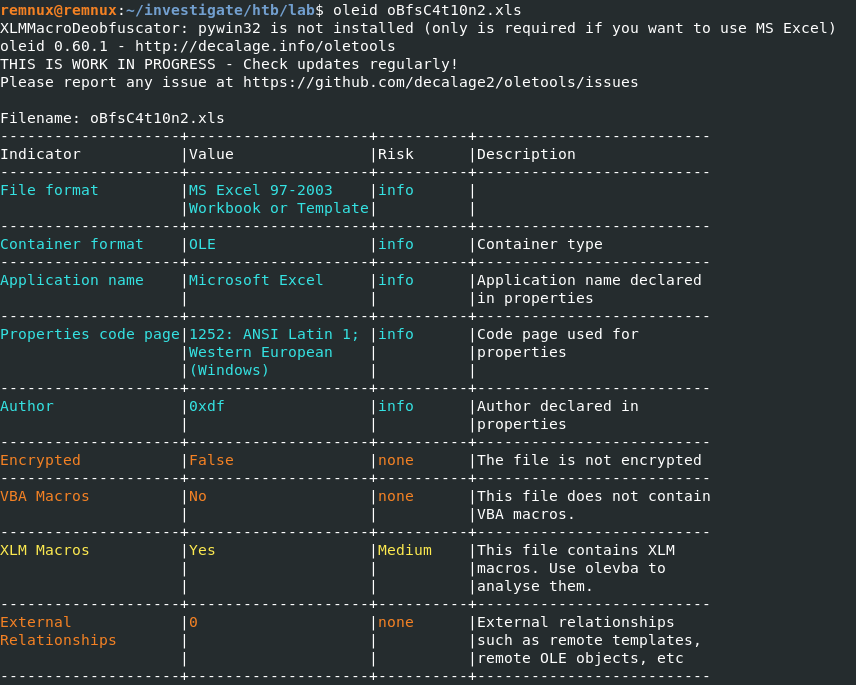 remnux@remnux:~/investigate/htb/lab$ oleid oBfsC4t10n2.xls
XLMMacroDeobfuscator: pywin32 is not installed (only is required if you want to use MS Excel)
oleid 0.60.1 - http://decalage.info/oletools
THIS IS WORK IN PROGRESS - Check updates regularly!
Please report any issue at https://github.com/decalage2/oletools/issues

Filename: oBfsC4t10n2.xls
--------------------+--------------------+----------+--------------------------
Indicator           |Value               |Risk      |Description
--------------------+--------------------+----------+--------------------------
File format         |MS Excel 97-2003    |info      |
                    |Workbook or Template|          |
--------------------+--------------------+----------+--------------------------
Container format    |OLE                 |info      |Container type
--------------------+--------------------+----------+--------------------------
Application name    |Microsoft Excel     |info      |Application name declared
                    |                    |          |in properties
--------------------+--------------------+----------+--------------------------
Properties code page|1252: ANSI Latin 1; |info      |Code page used for
                    |Western European    |          |properties
                    |(Windows)           |          |
--------------------+--------------------+----------+--------------------------
Author              |0xdf                |info      |Author declared in
                    |                    |          |properties
--------------------+--------------------+----------+--------------------------
Encrypted           |False               |none      |The file is not encrypted
--------------------+--------------------+----------+--------------------------
VBA Macros          |No                  |none      |This file does not contain
                    |                    |          |VBA macros.
--------------------+--------------------+----------+--------------------------
XLM Macros          |Yes                 |Medium    |This file contains XLM
                    |                    |          |macros. Use olevba to
                    |                    |          |analyse them.
--------------------+--------------------+----------+--------------------------
External            |0                   |none      |External relationships
Relationships       |                    |          |such as remote templates,
                    |                    |          |remote OLE objects, etc
--------------------+--------------------+----------+--------------------------